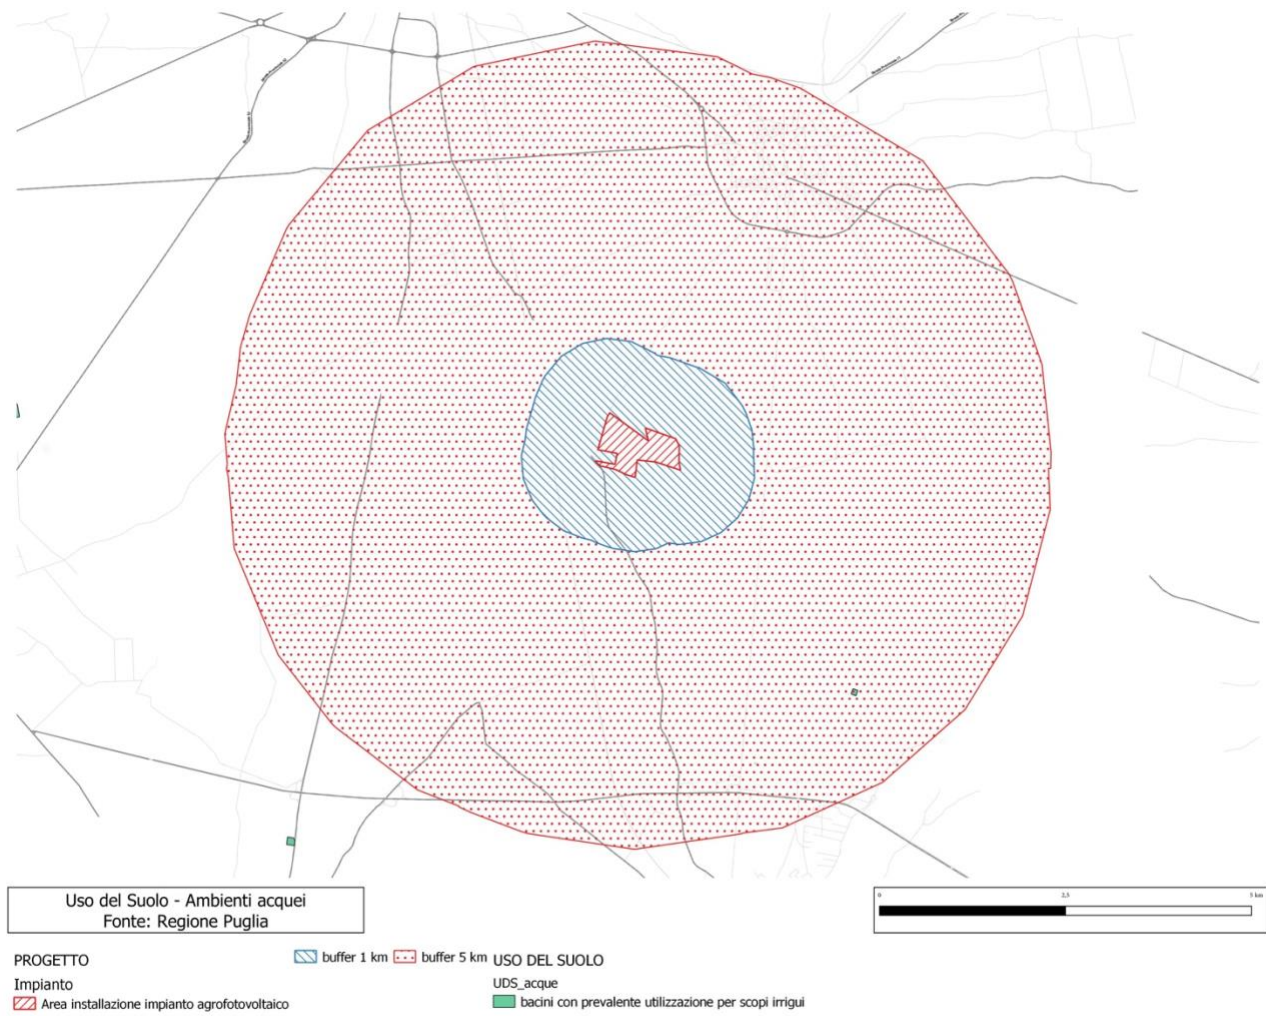 Uso del Suolo - Ambienti acquei
Fonte: Regione Puglia
0 2,5 5 km
PROGETTO
Impianto
Area installazione impianto agrofotovoltaico
buffer 1 km
buffer 5 km
USO DEL SUOLO
UDS_acque
bacini con prevalente utilizzazione per scopi irrigui